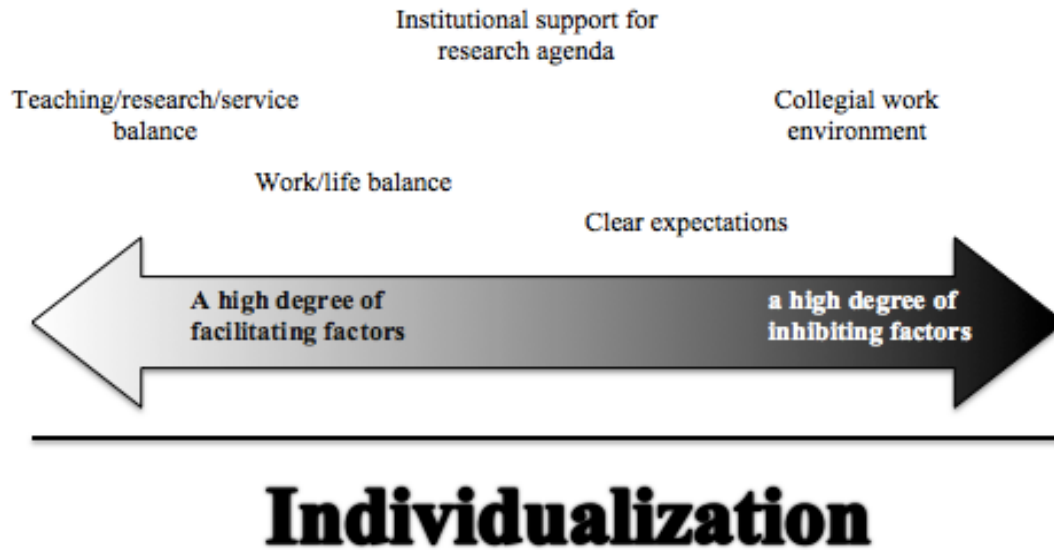 Institutional support for
research agenda
Teaching/research/service
balance
Collegial work
environment
Work/life balance
Clear expectations
A high degree of
facilitating factors
a high degree of
inhibiting factors
Individualization